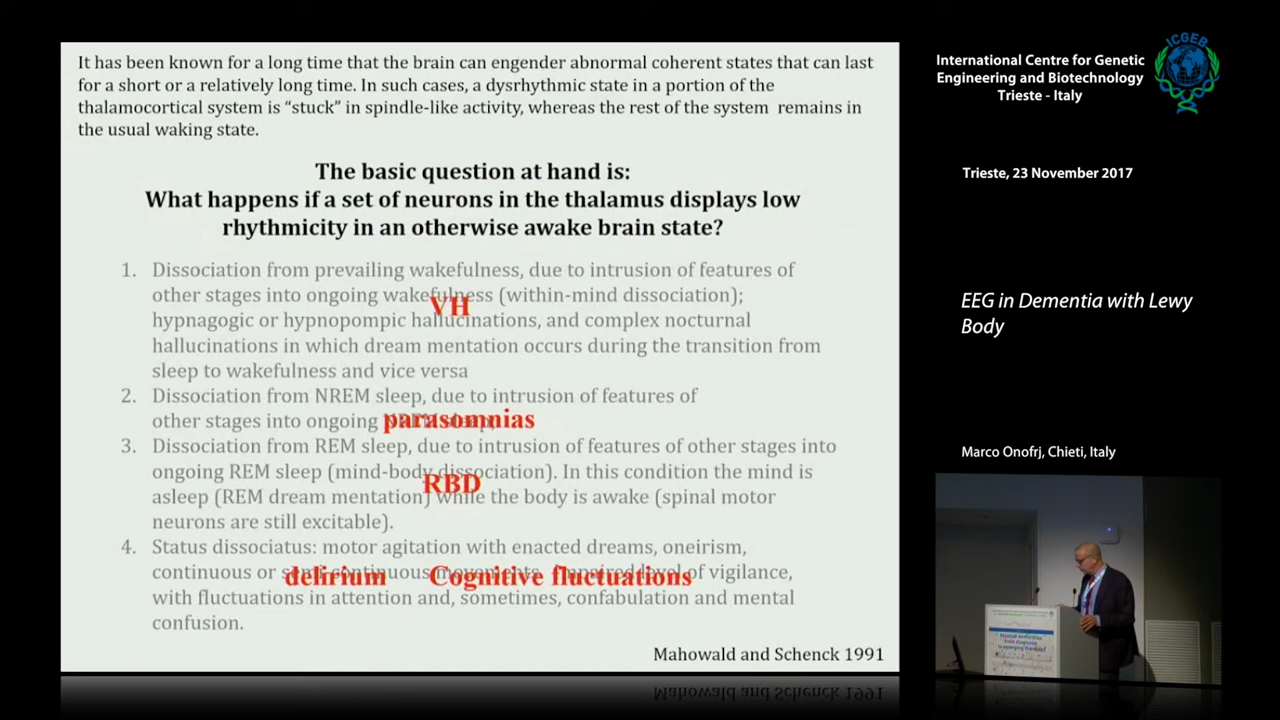 It has been known for a long time that the brain can engender abnormal coherent states that can last
for a short or a relatively long time. In such cases, a dysrhythmic state in a portion of the
thalamocortical system is “stuck” in spindle-like activity, whereas the rest of the system remains in
the usual waking state.
The basic question at hand is:
What happens if a set of neurons in the thalamus displays low
rhythmicity in an otherwise awake brain state?
1. Dissociation from prevailing wakefulness, due to intrusion of features of
other stages into ongoing wakefulness (within-mind dissociation);
VH
hypnagogic or hypnopompic hallucinations, and complex nocturnal
hallucinations in which dream mentation occurs during the transition from
sleep to wakefulness and vice versa
2. Dissociation from NREM sleep, due to intrusion of features of
other stages into ongoing
parasomnias
3. Dissociation from REM sleep, due to intrusion of features of other stages into
ongoing REM sleep (mind-body dissociation). In this condition the mind is
RBD
asleep (REM dream mentation) while the body is awake (spinal motor
neurons are still excitable).
4. Status dissociatus: motor agitation with enacted dreams, oneirism,
continuous or continuous level of vigilance,
delirium Cognitive fluctuations
with fluctuations in attention and, sometimes, confabulation and mental
confusion.
Mahowald and Schenck 1991
ICGEB
International Centre for Genetic
Engineering and Biotechnology
Trieste - Italy
Trieste, 23 November 2017
EEG in Dementia with Lewy
Body
Marco Onofrj, Chieti, Italy
Atypical dementias
from diagnosis
to emerging therapies